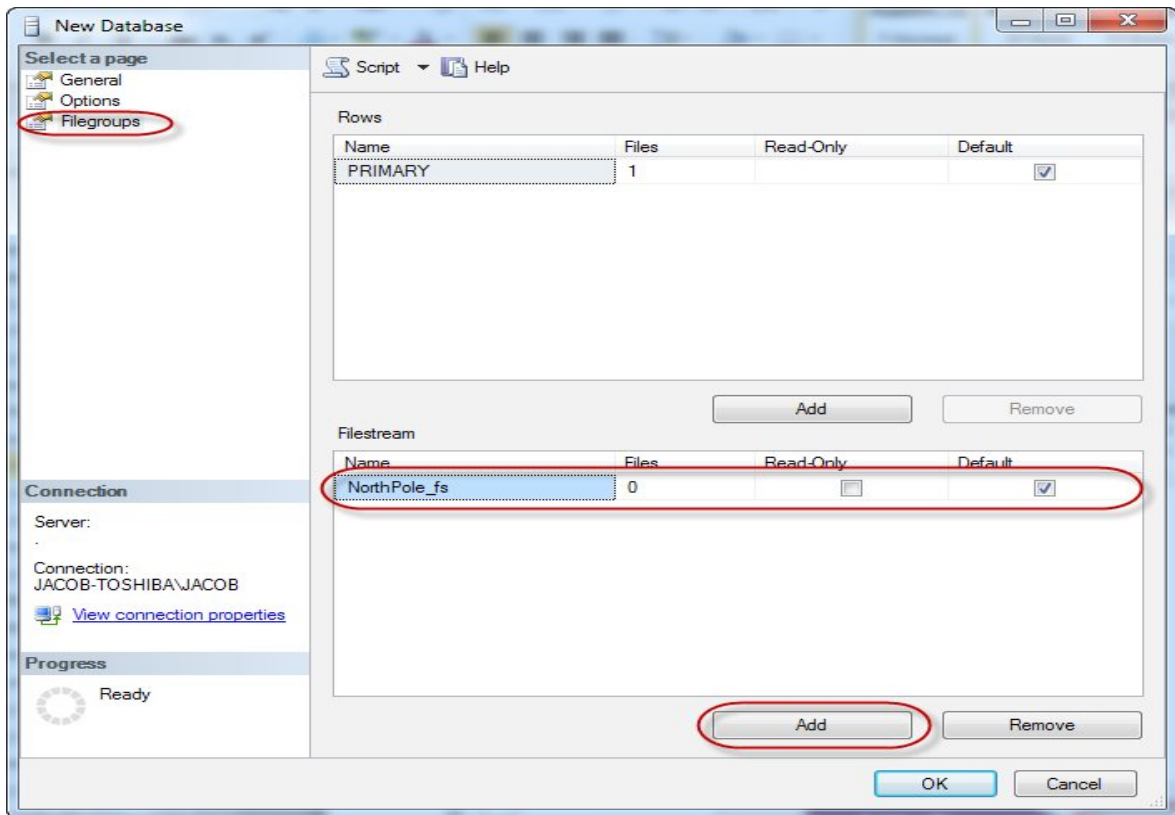 New Database
Select a page
General
Options
Filegroups
Connection
Server:
.
Connection:
JACOB-TOSHIBA\JACOB
View connection properties
Progress
Ready
Script Help
Rows
Name Files Read-Only Default
PRIMARY 1
Add Remove
Filestream
Name Files Read-Only Default
NorthPole_fs 0
Add Remove
OK Cancel